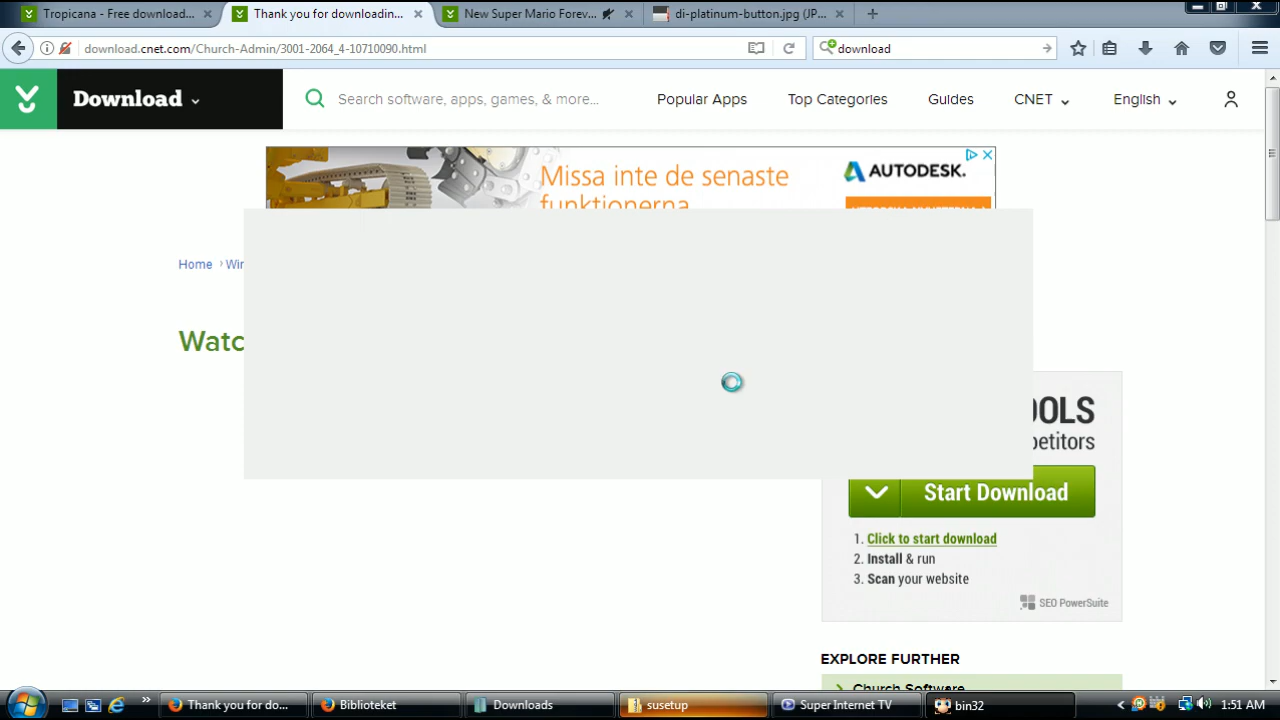 Tropicana - Free download...
Thank you for downloadin...
New Super Mario Forev...
di-platinum-button.jpg (JP...
download.cnet.com/Church-Admin/3001-2064_4-10710090.html
download
Download
Search software, apps, games, & more...
Popular Apps
Top Categories
Guides
CNET
English
Missa inte de senaste
funktionerna
AUTODESK.
Home › Wir
Watc
OOLS
petitors
Start Download
1. Click to start download
2. Install & run
3. Scan your website
SEO PowerSuite
EXPLORE FURTHER
Church Software
Thank you for do...
Biblioteket
Downloads
susetup
Super Internet TV
bin32
1:51 AM